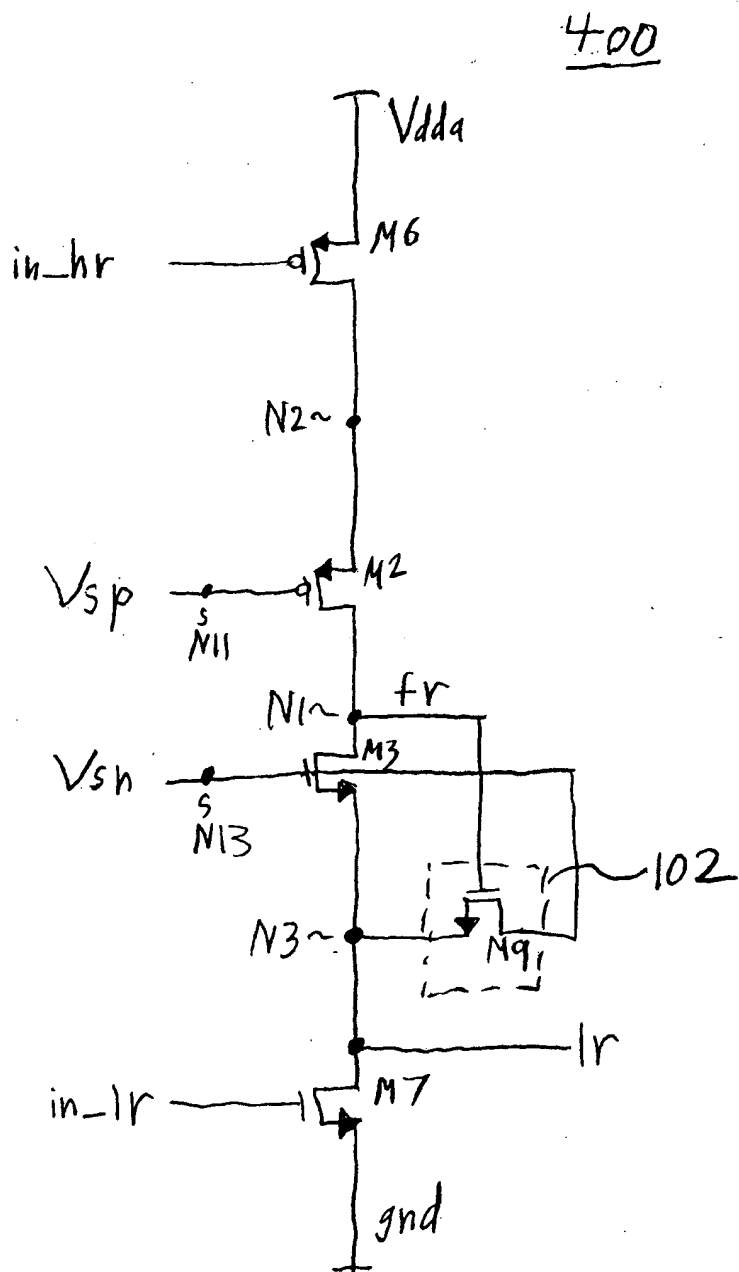 400
Vdda
in_hr
M6
N2~
Vsp
M2
s
N11
N1~
fr
M3
Vsn
s
N13
102
N3~
M9
lr
in_lr
M7
gnd